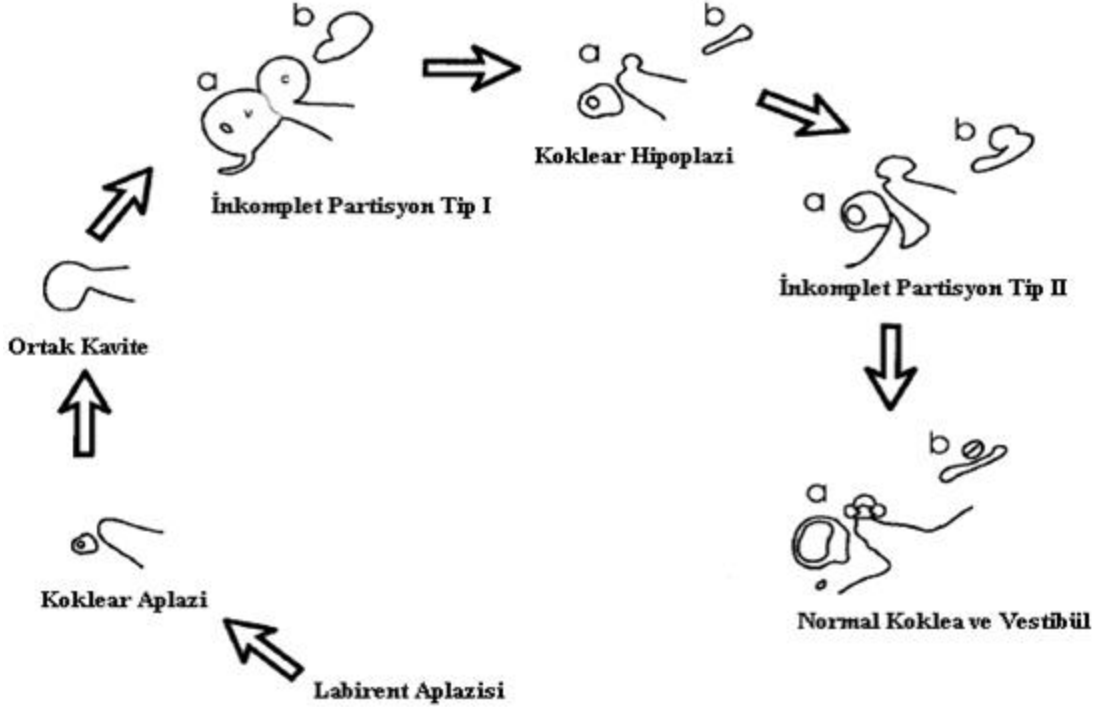 b
a
c
v
İnkomplet Partisyon Tip I
b
a
Koklear Hipoplazi
b
a
İnkomplet Partisyon Tip II
Ortak Kavite
b
a
Normal Koklea ve Vestibül
Koklear Aplazi
Labirent Aplazisi